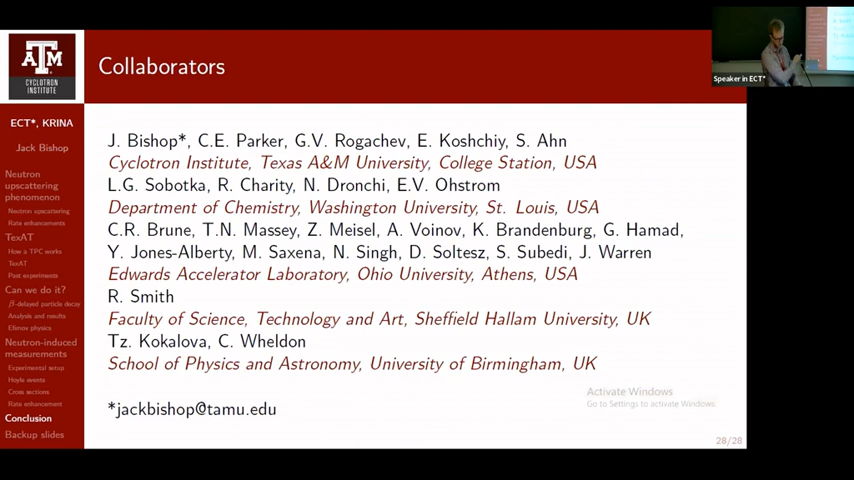 Collaborators
Speaker in ECT*
ATM
CYCLOTRON
INSTITUTE
ECT*, KRINA
Jack Bishop
Neutron
upscattering
phenomenon
Neutron upscattering
Rate enhancements
TexAT
How a TPC works
TexAT
Past experiments
Can we do it?
β-delayed particle decay
Analysis and results
Efimov physics
Neutron-induced
measurements
Experimental setup
Hoyle events
Cross sections
Rate enhancement
Conclusion
Backup slides
J. Bishop*, C.E. Parker, G.V. Rogachev, E. Koshchiy, S. Ahn
Cyclotron Institute, Texas A&M University, College Station, USA
L.G. Sobotka, R. Charity, N. Dronchi, E.V. Ohstrom
Department of Chemistry, Washington University, St. Louis, USA
C.R. Brune, T.N. Massey, Z. Meisel, A. Voinov, K. Brandenburg, G. Hamad,
Y. Jones-Alberty, M. Saxena, N. Singh, D. Soltesz, S. Subedi, J. Warren
Edwards Accelerator Laboratory, Ohio University, Athens, USA
R. Smith
Faculty of Science, Technology and Art, Sheffield Hallam University, UK
Tz. Kokalova, C. Wheldon
School of Physics and Astronomy, University of Birmingham, UK
*jackbishop@tamu.edu
Activate Windows
Go to Settings to activate Windows.
28/28